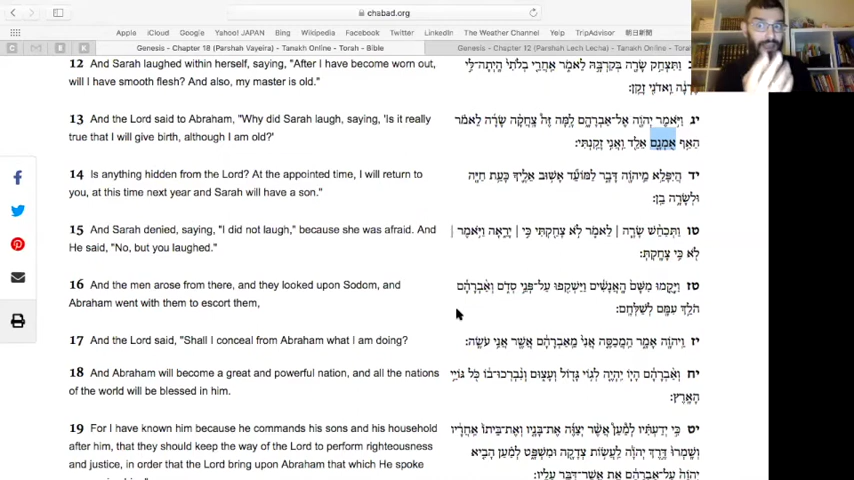 chabad.org
Apple iCloud Google Yahoo! JAPAN Bing Wikipedia Facebook Twitter LinkedIn The Weather Channel Yelp TripAdvisor 朝日新聞
Genesis - Chapter 18 (Parshah Vayeira) - Tanakh Online - Torah - Bible
Genesis - Chapter 12 (Parshah Lech Lecha) - Tanakh Online - Torah - Bible
12 And Sarah laughed within herself, saying, "After I have become worn out,
will I have smooth flesh? And also, my master is old."
וַתִּצְחַ֥ק שָׂרָ֖ה בְּקִרְבָּ֣הּ לֵאמֹ֑ר אַחֲרֵ֤י בְלֹתִי֙ הָֽיְתָה־לִּ֣י
עֶדְנָ֔ה וַֽאדֹנִ֖י זָקֵֽן:
13 And the Lord said to Abraham, "Why did Sarah laugh, saying, 'Is it really
true that I will give birth, although I am old?'
יג וַיֹּ֥אמֶר יְהֹוָ֖ה אֶל־אַבְרָהָ֑ם לָ֣מָּה זֶּה֩ צָֽחֲקָ֨ה שָׂרָ֜ה לֵאמֹ֗ר
הַאַ֥ף אֻמְנָ֛ם אֵלֵ֖ד וַֽאֲנִ֥י זָקַֽנְתִּי:
14 Is anything hidden from the Lord? At the appointed time, I will return to
you, at this time next year and Sarah will have a son."
יד הֲיִפָּלֵ֥א מֵֽיהֹוָ֖ה דָּבָ֑ר לַמּוֹעֵ֞ד אָשׁ֥וּב אֵלֶ֛יךָ כָּעֵ֥ת חַיָּ֖ה
וּלְשָׂרָ֥ה בֵֽן:
15 And Sarah denied, saying, "I did not laugh," because she was afraid. And
He said, "No, but you laughed."
טו וַתְּכַחֵ֨שׁ שָׂרָ֧ה | לֵאמֹ֛ר לֹ֥א צָחַ֖קְתִּי כִּ֣י | יָרֵ֑אָה וַיֹּ֥אמֶר |
לֹ֖א כִּ֥י צָחָֽקְתְּ:
16 And the men arose from there, and they looked upon Sodom, and
Abraham went with them to escort them,
טז וַיָּקֻ֤מוּ מִשָּׁם֙ הָֽאֲנָשִׁ֔ים וַיַּשְׁקִ֖פוּ עַל־פְּנֵ֣י סְדֹ֑ם וְאַ֨בְרָהָ֔ם
הֹלֵ֥ךְ עִמָּ֖ם לְשַׁלְּחָֽם:
17 And the Lord said, "Shall I conceal from Abraham what I am doing?
יז וַֽיהֹוָ֖ה אָמָ֑ר הַֽמְכַסֶּ֤ה אֲנִי֙ מֵֽאַבְרָהָ֔ם אֲשֶׁ֖ר אֲנִ֥י עֹשֶֽׂה:
18 And Abraham will become a great and powerful nation, and all the nations
of the world will be blessed in him.
יח וְאַ֨בְרָהָ֔ם הָי֧וֹ יִֽהְיֶ֛ה לְג֥וֹי גָּד֖וֹל וְעָצ֑וּם וְנִ֨בְרְכוּ־ב֔וֹ כֹּ֖ל גּוֹיֵ֥י
הָאָֽרֶץ:
19 For I have known him because he commands his sons and his household
after him, that they should keep the way of the Lord to perform righteousness
and justice, in order that the Lord bring upon Abraham that which He spoke
יט כִּ֣י יְדַעְתִּ֗יו לְמַ֩עַן֩ אֲשֶׁ֨ר יְצַוֶּ֜ה אֶת־בָּנָ֤יו וְאֶת־בֵּיתוֹ֙ אַֽחֲרָ֔יו
וְשָֽׁמְרוּ֙ דֶּ֣רֶךְ יְהֹוָ֔ה לַֽעֲשׂ֥וֹת צְדָקָ֖ה וּמִשְׁפָּ֑ט לְמַ֗עַן הָבִ֤יא
יְהֹוָה֙ עַל־אַבְרָהָ֔ם אֵ֥ת אֲשֶׁר־דִּבֶּ֖ר עָלָֽיו: